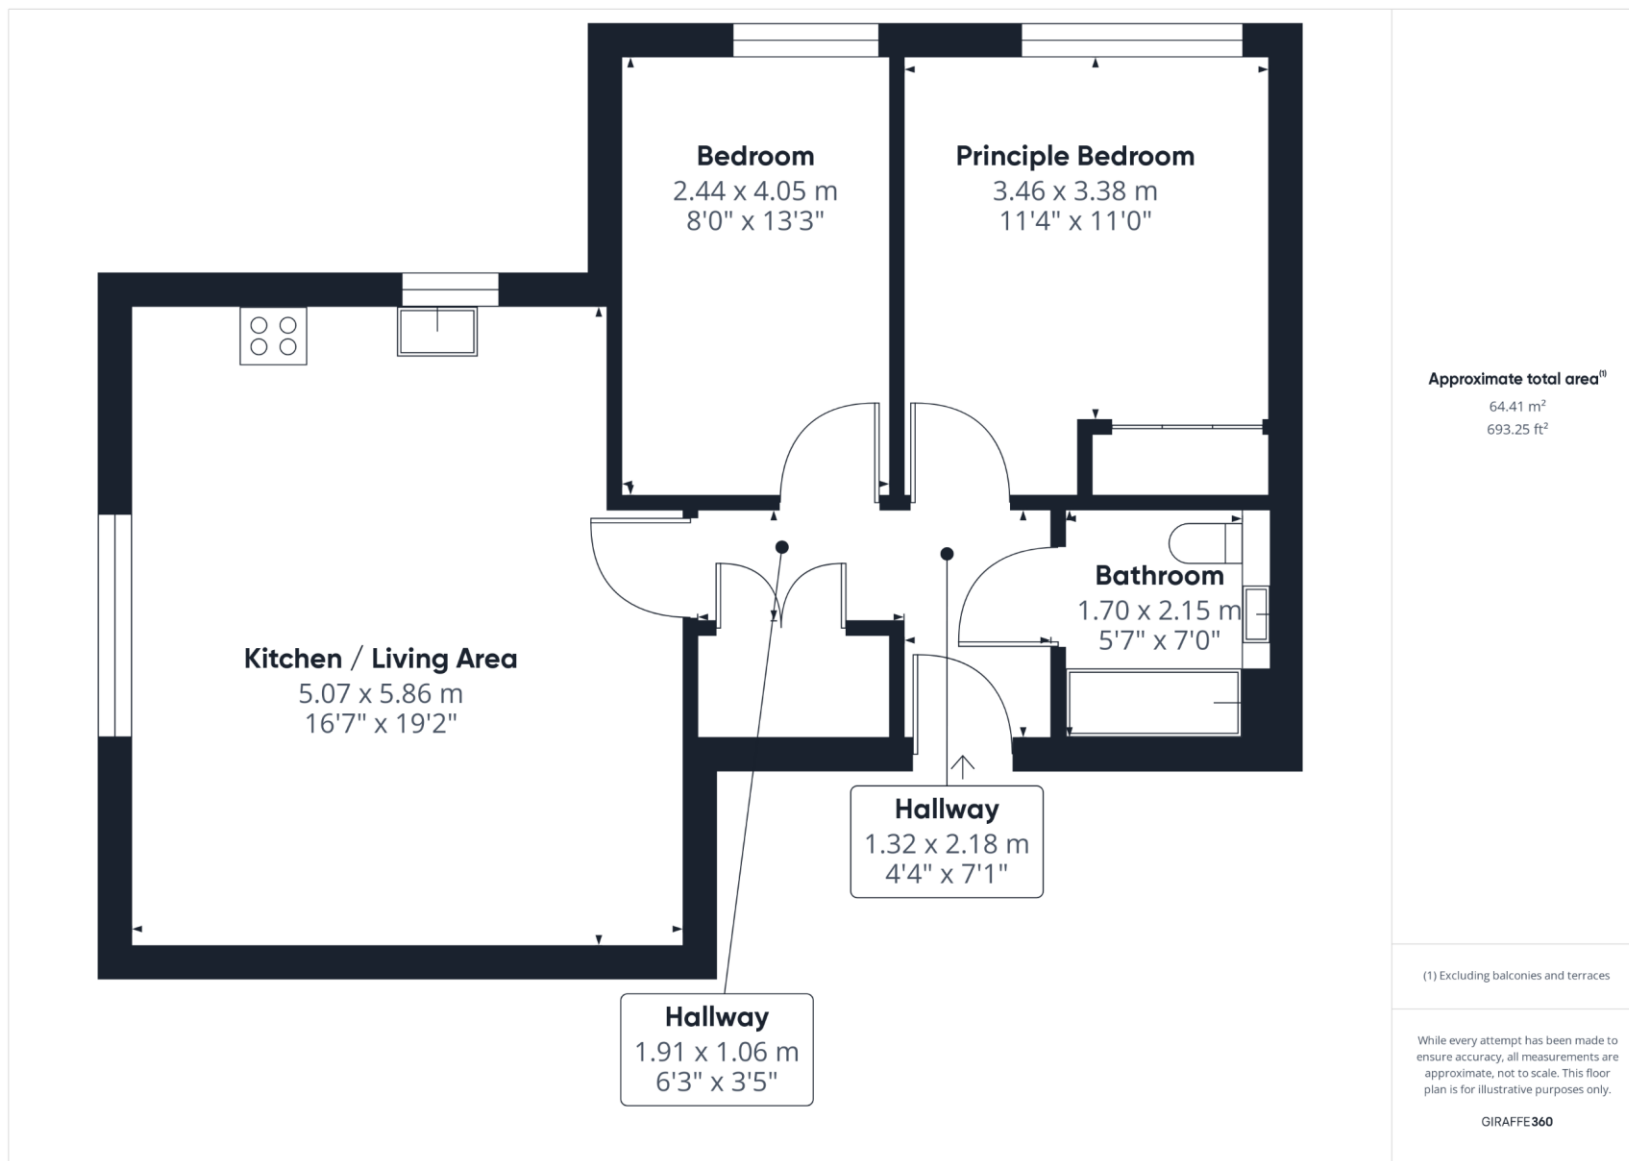 Bedroom
2.44 x 4.05 m
8'0" x 13'3"
Principle Bedroom
3.46 x 3.38 m
11'4" x 11'0"
Kitchen / Living Area
5.07 x 5.86 m
16'7" x 19'2"
Bathroom
1.70 x 2.15 m
5'7" x 7'0"
Hallway
1.32 x 2.18 m
4'4" x 7'1"
Hallway
1.91 x 1.06 m
6'3" x 3'5"
Approximate total area⁽¹⁾
64.41 m²
693.25 ft²
(1) Excluding balconies and terraces
While every attempt has been made to
ensure accuracy, all measurements are
approximate, not to scale. This floor
plan is for illustrative purposes only.
GIRAFFE360